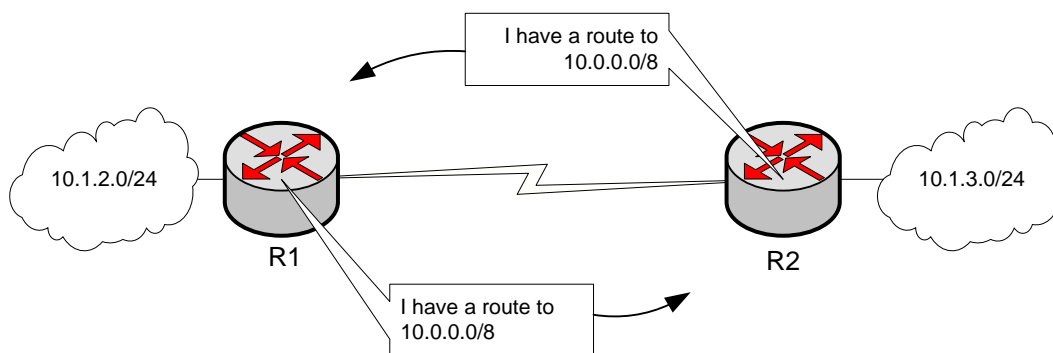 I have a route to
10.0.0.0/8
10.1.2.0/24
10.1.3.0/24
R1
R2
I have a route to
10.0.0.0/8